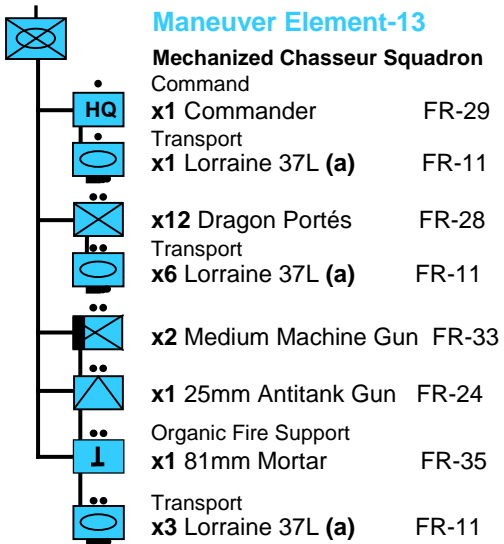 Maneuver Element-13
Mechanized Chasseur Squadron
Command
HQ x1 Commander FR-29
Transport
x1 Lorraine 37L (a) FR-11
x12 Dragon Portés FR-28
Transport
x6 Lorraine 37L (a) FR-11
x2 Medium Machine Gun FR-33
x1 25mm Antitank Gun FR-24
Organic Fire Support
x1 81mm Mortar FR-35
Transport
x3 Lorraine 37L (a) FR-11